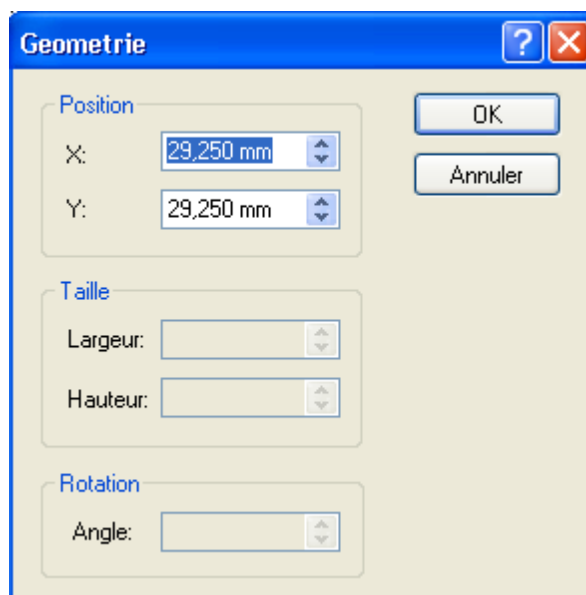 Geometrie
Position
X: 29,250 mm
Y: 29,250 mm
OK
Annuler
Taille
Largeur:
Hauteur:
Rotation
Angle: